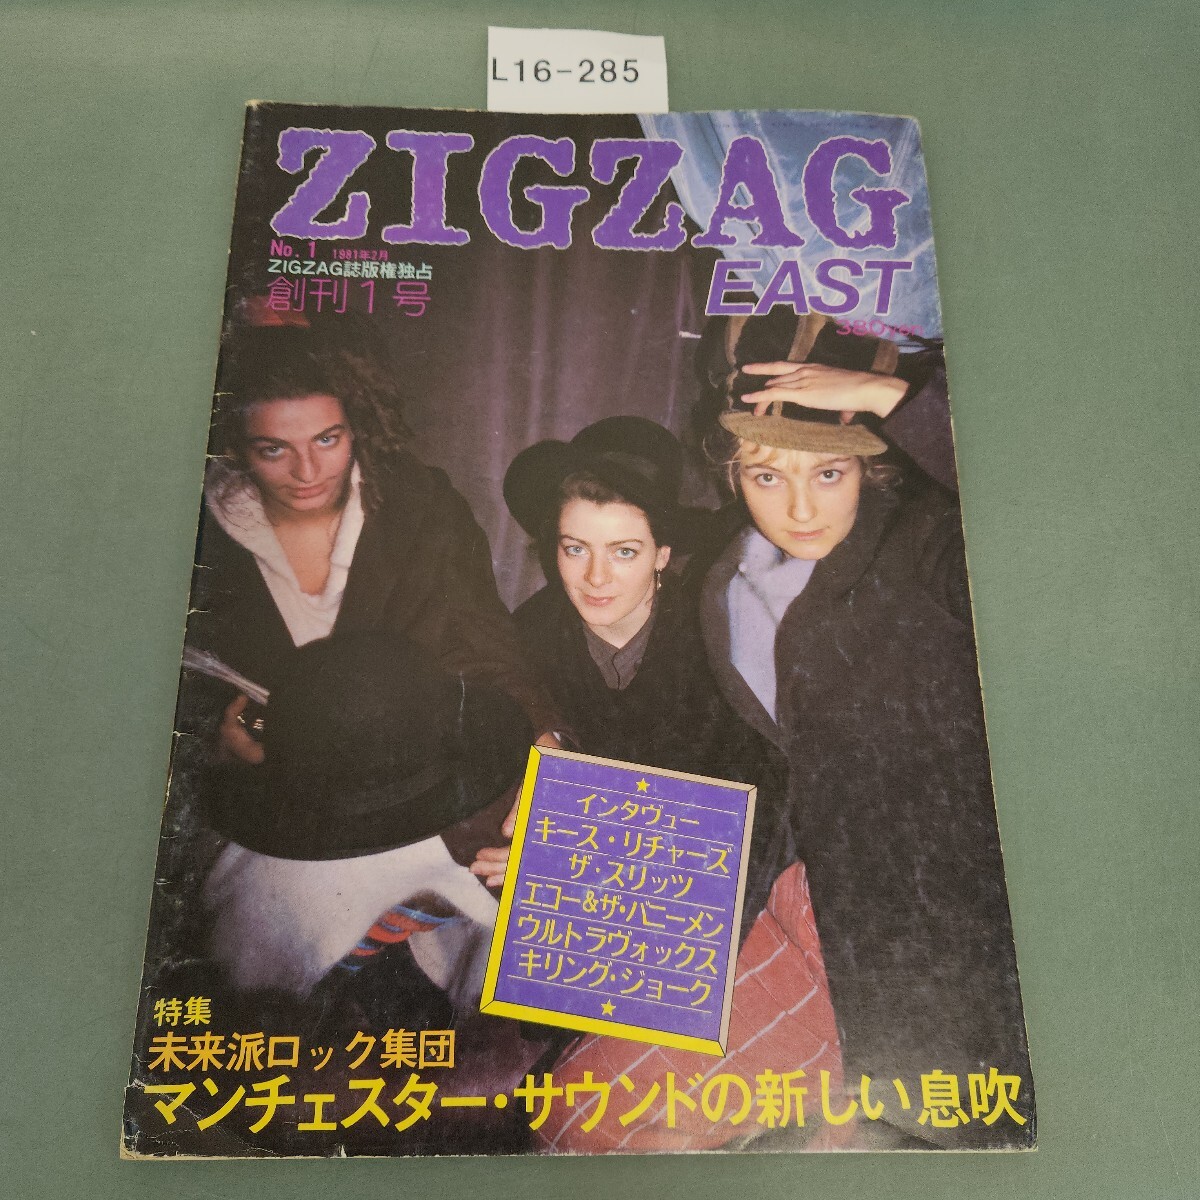 L16-285
ZIGZAG
EAST
No.1 1981年2月
ZIGZAG誌版権独占
創刊1号
380yen
★
インタヴュー
キース・リチャーズ
ザ・スリッツ
エコー&ザ・バニーメン
ウルトラヴォックス
キリング・ジョーク
★
特集
未来派ロック集団
マンチェスター・サウンドの新しい息吹